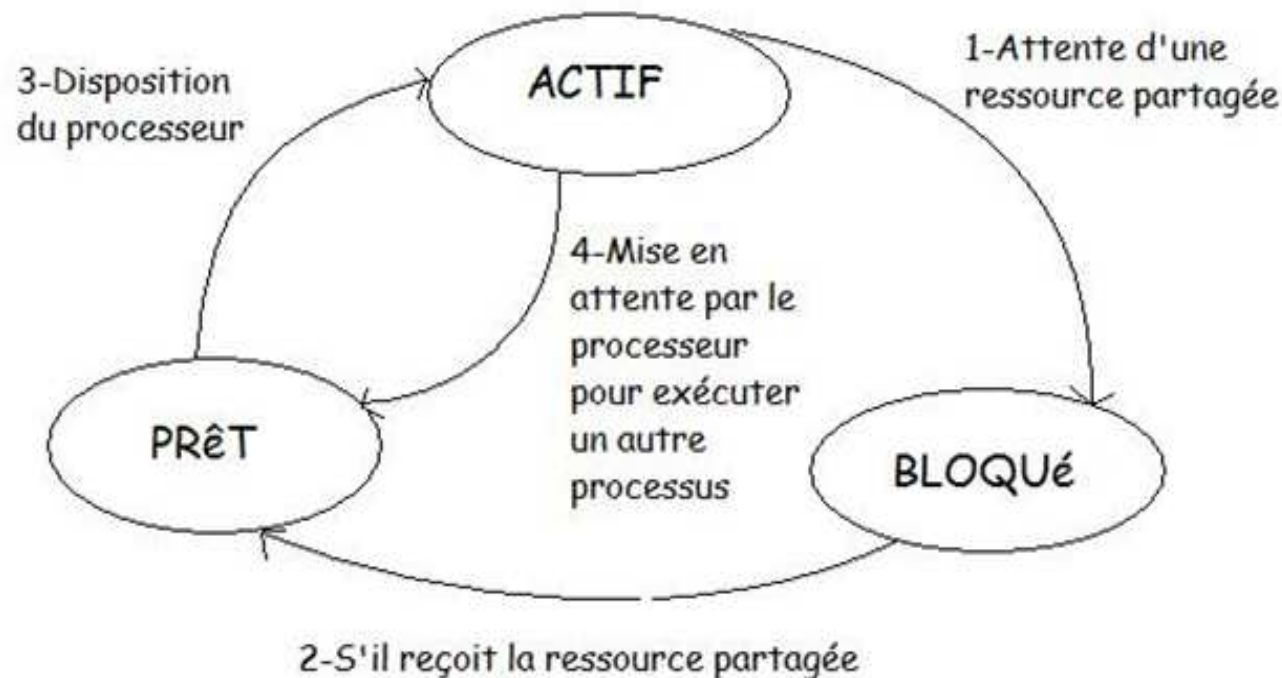 ACTIF
1-Attente d'une
ressource partagée
3-Disposition
du processeur
4-Mise en
attente par le
processeur
pour exécuter
un autre
processus
PRêT
BLOQUé
2-S'il reçoit la ressource partagée